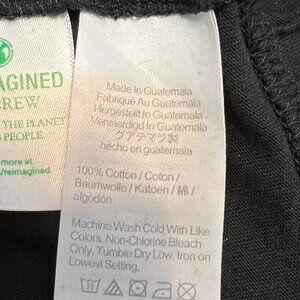 AGINED
REW
THE PLANET
S PEOPLE.
more at
/reimagined
Made In Guatemala
Fabriqué Au Guatemala
Hergestellt In Guatemala
Vervaardigd In Guatemala
グアテマラ製
hecho en guatemala
100% Cotton / Coton /
Baumwolle / Katoen / 綿 /
algodón
Machine Wash Cold With Like
Colors. Non-Chlorine Bleach
Only. Tumble Dry Low. Iron on
Lowest Setting.